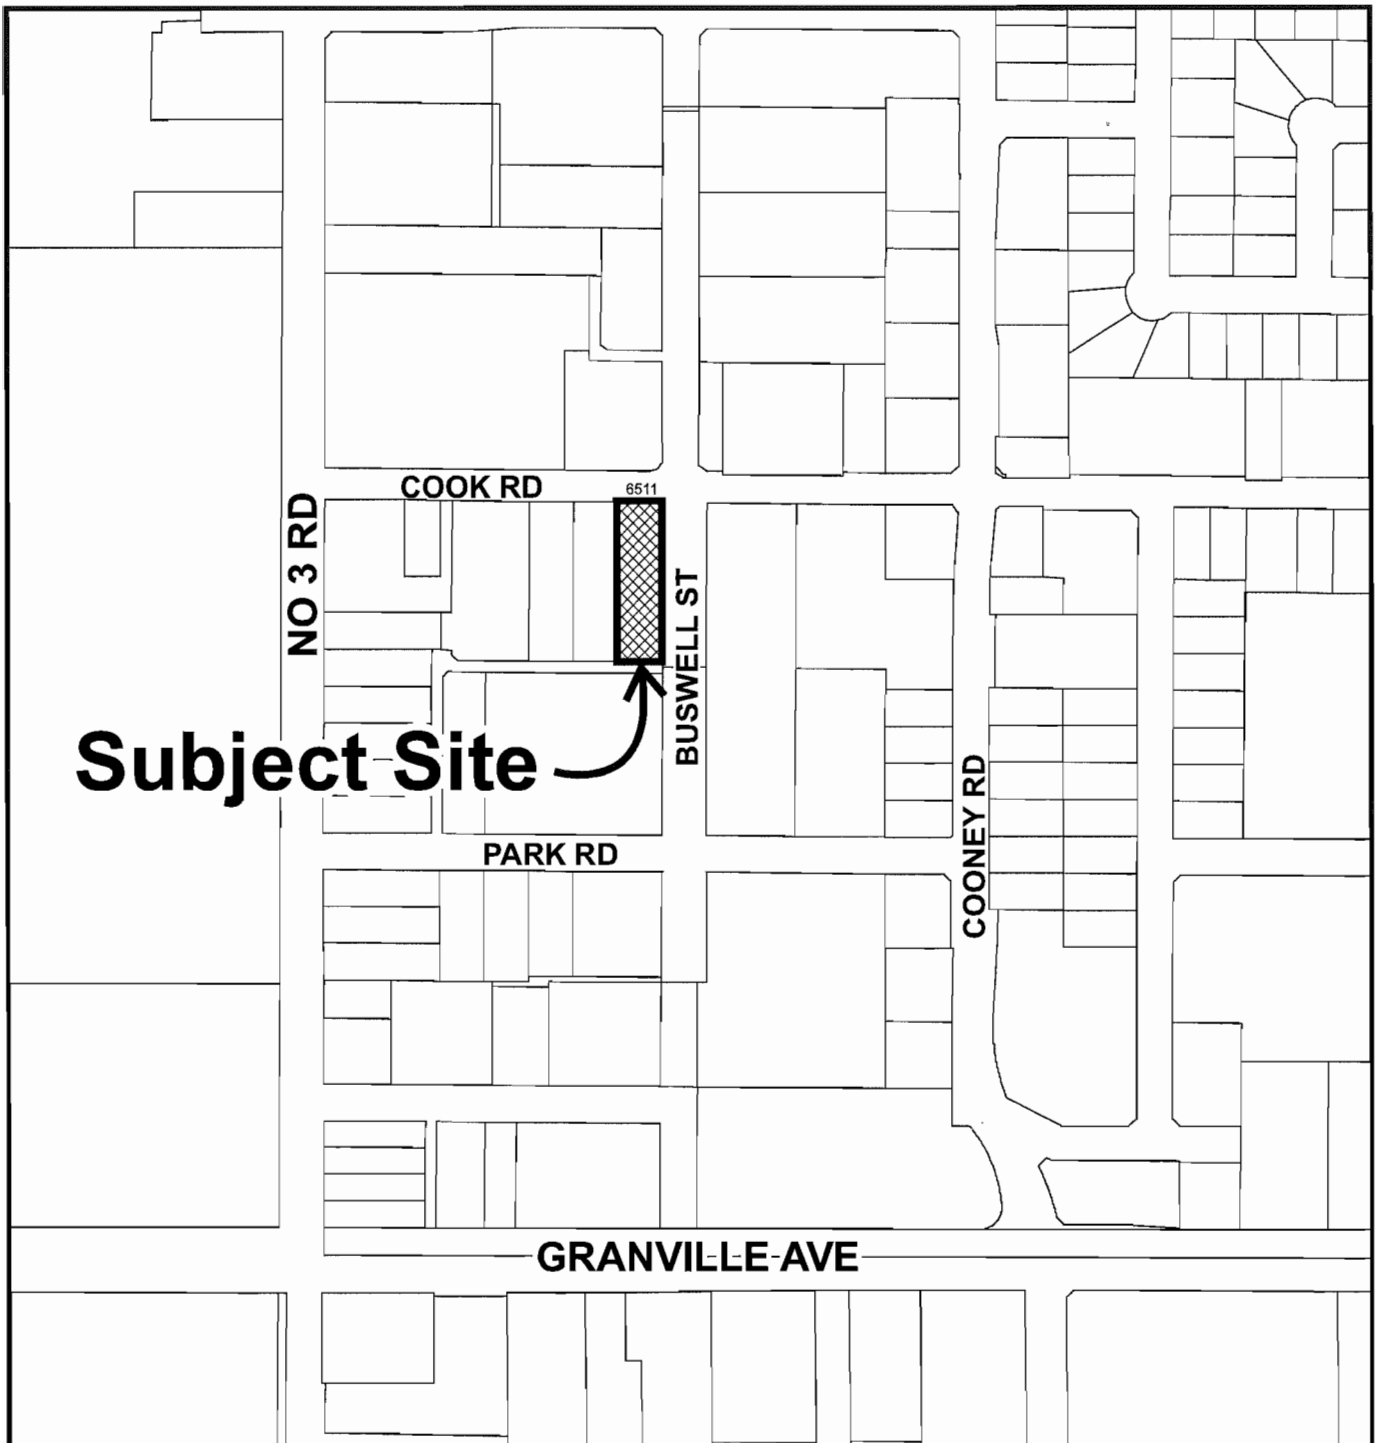 COOK RD
6511
NO 3 RD
BUSWELL ST
Subject Site
PARK RD
COONEY RD
GRANVILLE AVE